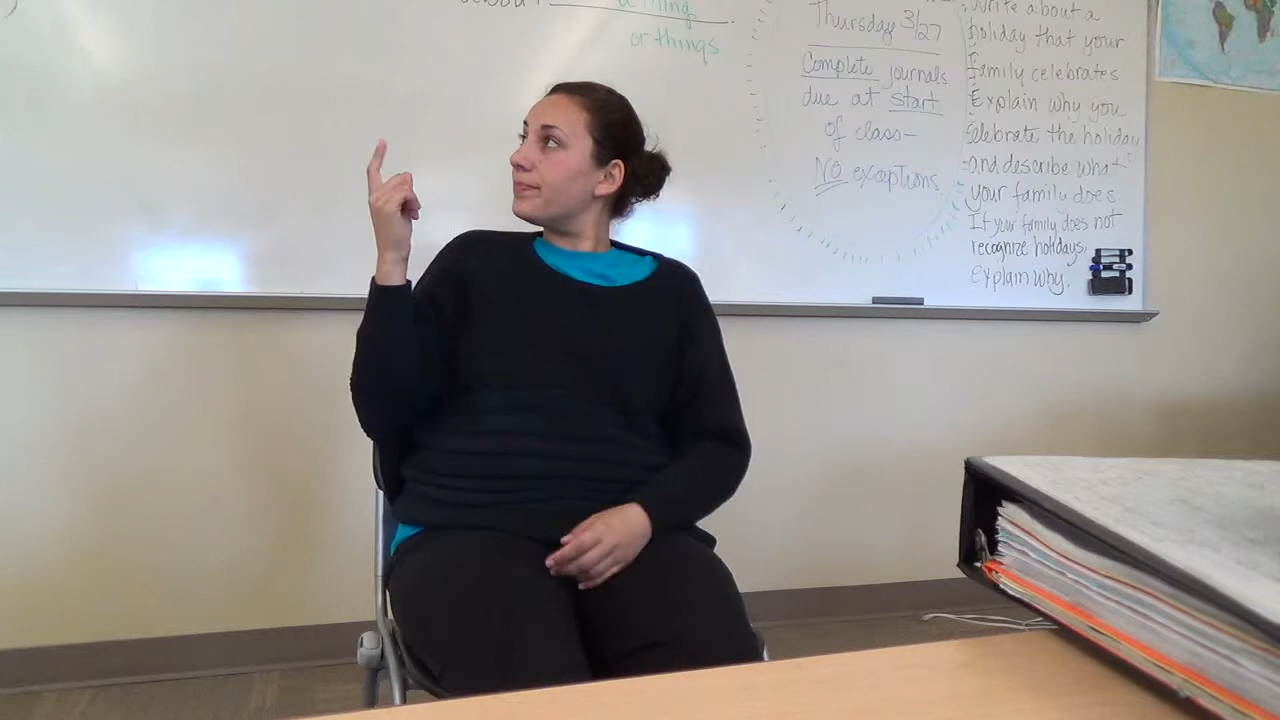 a thing
or things
Thursday 3/27
Complete journals
due at start
of class-
NO exceptions
Write about a
holiday that your
family celebrates
Explain why you
celebrate the holiday
and describe what
your family does
If your family does not
recognize holidays,
explain why.